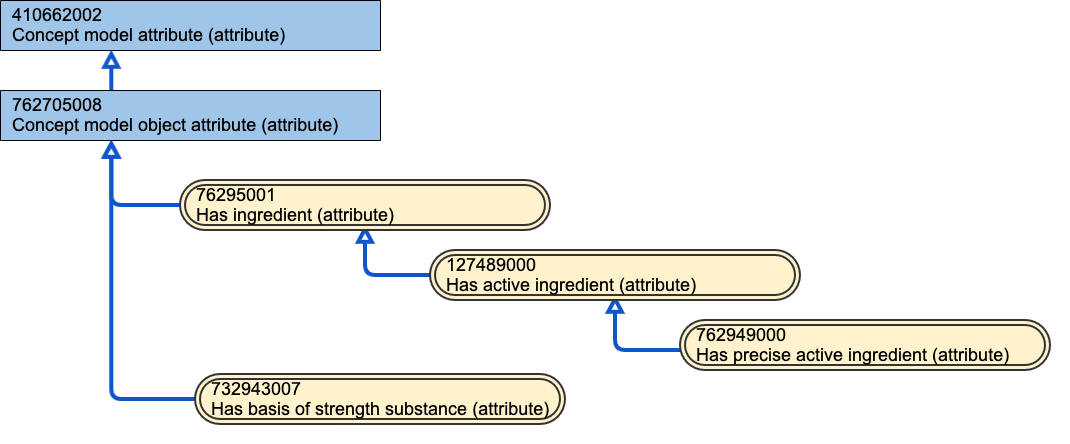 410662002
Concept model attribute (attribute)
762705008
Concept model object attribute (attribute)
76295001
Has ingredient (attribute)
127489000
Has active ingredient (attribute)
762949000
Has precise active ingredient (attribute)
732943007
Has basis of strength substance (attribute)